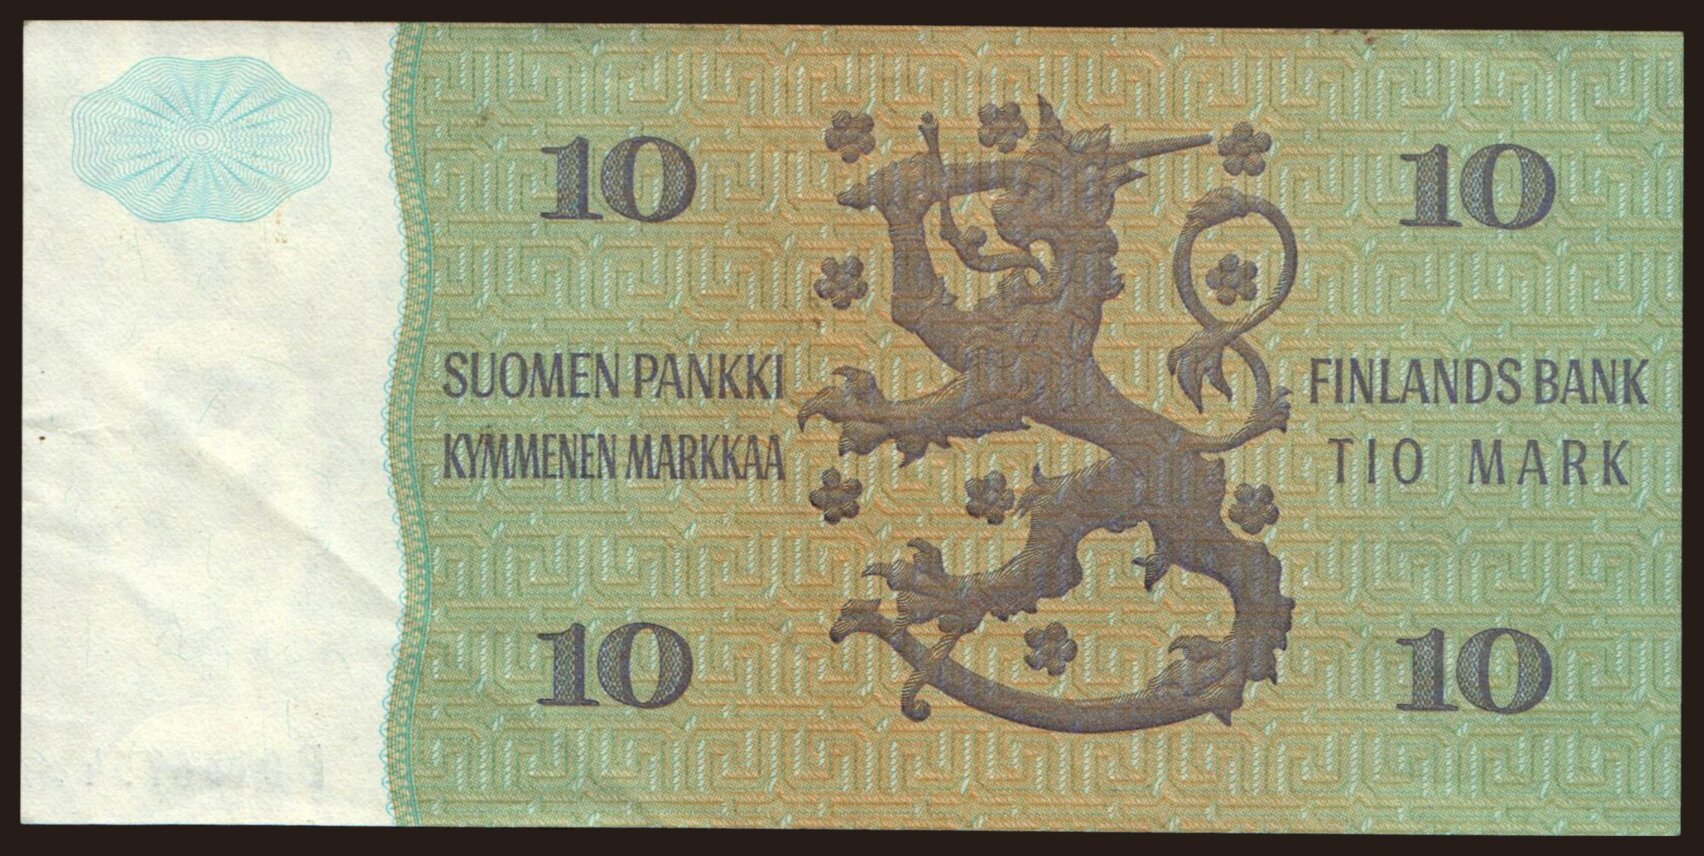 10
10
SUOMEN PANKKI
KYMMENEN MARKKAA
FINLANDS BANK
TIO MARK
10
10